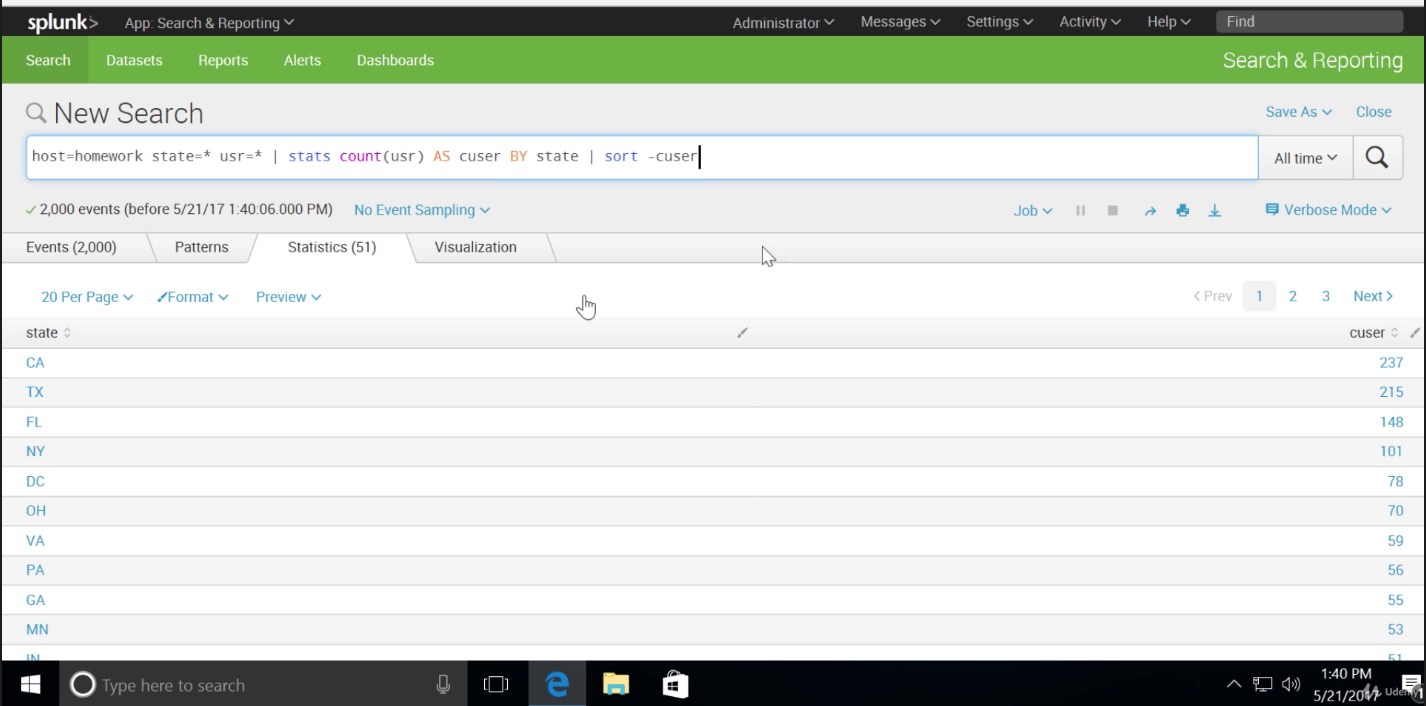 splunk> App: Search & Reporting Administrator Messages Settings Activity Help Find
Search Datasets Reports Alerts Dashboards Search & Reporting
New Search Save As Close
host=homework state=* usr=* | stats count(usr) AS cuser BY state | sort -cuser All time
2,000 events (before 5/21/17 1:40:06.000 PM) No Event Sampling Job Verbose Mode
Events (2,000) Patterns Statistics (51) Visualization
20 Per Page Format Preview < Prev 1 2 3 Next >
state cuser
CA 237
TX 215
FL 148
NY 101
DC 78
OH 70
VA 59
PA 56
GA 55
MN 53
IN 51
Type here to search 1:40 PM
5/21/2017 Udemy 1